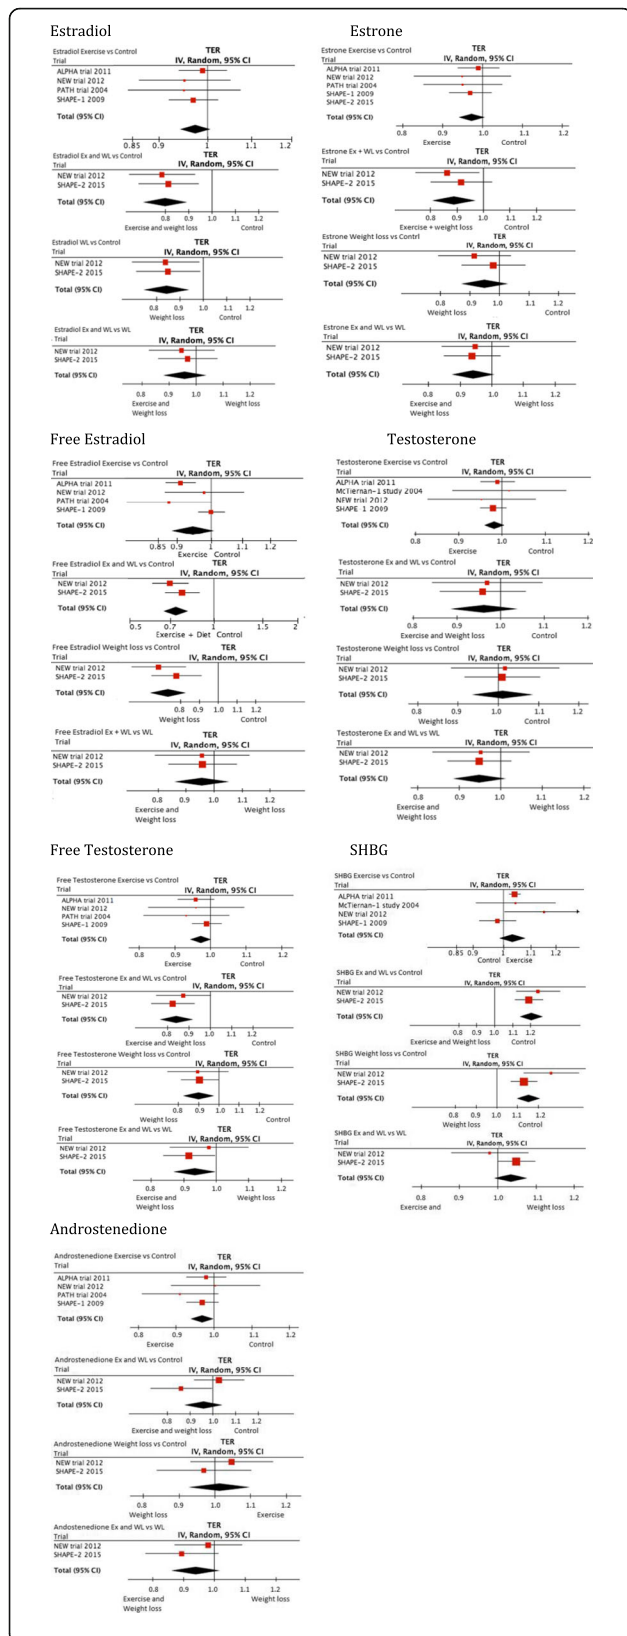 Estradiol
Estradiol Exercise vs Control
TER
Trial
IV, Random, 95% CI
ALPHA trial 2011
NEW trial 2012
PATH trial 2004
SHAPE-1 2009
Total (95% CI)
0.85 0.9 1 1.1 1.2
Estradiol Ex and WL vs Control
TER
Trial
IV, Random, 95% CI
NEW trial 2012
SHAPE-2 2015
Total (95% CI)
0.8 0.9 1.0 1.1 1.2
Exercise and weight loss Control
Estradiol WL vs Control
TER
Trial
IV, Random, 95% CI
NEW trial 2012
SHAPE-2 2015
Total (95% CI)
0.8 0.9 1.0 1.1 1.2
Weight loss Control
Estradiol Ex and WL vs WL
TER
Trial
IV, Random, 95% CI
NEW trial 2012
SHAPE-2 2015
Total (95% CI)
0.8 0.9 1.0 1.1 1.2
Exercise and Weight loss
Weight loss
Estrone
Estrone Exercise vs Control
TER
Trial
IV, Random, 95% CI
ALPHA trial 2011
NEW trial 2012
PATH trial 2004
SHAPE-1 2009
SHAPE-2 2015
Total (95% CI)
0.8 0.9 1.0 1.1 1.2
Exercise Control
Estrone Ex + WL vs Control
TER
Trial
IV, Random, 95% CI
NEW trial 2012
SHAPE-2 2015
Total (95% CI)
0.8 0.9 1.0 1.1 1.2
Exercise + weight loss Control
Estrone Weight loss vs Contrl
TER
Trial
IV, Random, 95% CI
NEW trial 2012
SHAPE-2 2015
Total (95% CI)
0.8 0.9 1.0 1.1 1.2
Weight loss Control
Estrone Ex and WL vs WL
TER
Trial
IV, Random, 95% CI
NEW trial 2012
SHAPE-2 2015
Total (95% CI)
0.8 0.9 1.0 1.1 1.2
Exercise and Weight loss
Weight loss
Free Estradiol
Free Estradiol Exercise vs Control
TER
Trial
IV, Random, 95% CI
ALPHA trial 2011
NEW trial 2012
PATH trial 2004
SHAPE-1 2009
Total (95% CI)
0.85 0.9 1 1.1 1.2
Exercise Control
Free Estradiol Ex and WL vs Control
TER
Trial
IV, Random, 95% CI
NEW trial 2012
SHAPE-2 2015
Total (95% CI)
0.5 0.7 1 1.5 2
Exercise + Diet Control
Free Estradiol Weight loss vs Control
TER
Trial
IV, Random, 95% CI
NEW trial 2012
SHAPE-2 2015
Total (95% CI)
0.8 0.9 1.0 1.1 1.2
Weight loss Control
Free Estradiol Ex + WL vs WL
TER
Trial
IV, Random, 95% CI
NEW trial 2012
SHAPE-2 2015
Total (95% CI)
0.8 0.9 1.0 1.1 1.2
Exercise and Weight loss
Weight loss
Testosterone
Testosterone Exercise vs Control
TER
Trial
IV, Random, 95% CI
ALPHA trial 2011
McTiernan-1 study 2004
NEW trial 2012
SHAPE-1 2009
Total (95% CI)
0.8 0.9 1.0 1.1 1.2
Exercise Control
Testosterone Ex and WL vs Control
TER
Trial
IV, Random, 95% CI
NEW trial 2012
SHAPE-2 2015
Total (95% CI)
0.8 0.9 1.0 1.1 1.2
Exercise and Weight loss Control
Testosterone Weight loss vs Control
TER
Trial
IV, Random, 95% CI
NEW trial 2012
SHAPE-2 2015
Total (95% CI)
0.8 0.9 1.0 1.1 1.2
Weight loss Control
Testosterone Ex and WL vs WL
TER
Trial
IV, Random, 95% CI
NEW trial 2012
SHAPE-2 2015
Total (95% CI)
0.8 0.9 1.0 1.1 1.2
Exercise and Weight loss
Weight loss
Free Testosterone
Free Testosterone Exercise vs Control
TER
Trial
IV, Random, 95% CI
ALPHA trial 2011
NEW trial 2012
PATH trial 2004
SHAPE-1 2009
Total (95% CI)
0.8 0.9 1.0 1.1 1.2
Exercise Control
Free Testosterone Ex and WL vs Control
TER
Trial
IV, Random, 95% CI
NEW trial 2012
SHAPE-2 2015
Total (95% CI)
0.8 0.9 1.0 1.1 1.2
Exercise and Weight loss Control
Free Testosterone Weight loss vs Control
TER
Trial
IV, Random, 95% CI
NEW trial 2012
SHAPE-2 2015
Total (95% CI)
0.8 0.9 1.0 1.1 1.2
Weight loss Control
Free Testosterone Ex and WL vs WL
TER
Trial
IV, Random, 95% CI
NEW trial 2012
SHAPE-2 2015
Total (95% CI)
0.8 0.9 1.0 1.1 1.2
Exercise and Weight loss
Weight loss
SHBG
SHBG Exercise vs Control
TER
Trial
IV, Random, 95% CI
ALPHA trial 2011
McTiernan-1 study 2004
NEW trial 2012
SHAPE-1 2009
Total (95% CI)
0.85 0.9 1 1.1 1.2
Control Exercise
SHBG Ex and WL vs Control
TER
Trial
IV, Random, 95% CI
NEW trial 2012
SHAPE-2 2015
Total (95% CI)
0.8 0.9 1.0 1.1 1.2
Exericse and Weight loss Control
SHBG Weight loss vs Control
TER
Trial
IV, Random, 95% CI
NEW trial 2012
SHAPE-2 2015
Total (95% CI)
0.8 0.9 1.0 1.1 1.2
Weight loss Control
SHBG Ex and WL vs WL
TER
Trial
IV, Random, 95% CI
NEW trial 2012
SHAPE-2 2015
Total (95% CI)
0.8 0.9 1.0 1.1 1.2
Exercise and Weight loss
Androstenedione
Androstenedione Exercise vs Control
TER
Trial
IV, Random, 95% CI
ALPHA trial 2011
NEW trial 2012
PATH trial 2004
SHAPE-1 2009
Total (95% CI)
0.8 0.9 1.0 1.1 1.2
Exercise Control
Androstenedione Ex and WL vs Control
TER
Trial
IV, Random, 95% CI
NEW trial 2012
SHAPE-2 2015
Total (95% CI)
0.8 0.9 1.0 1.1 1.2
Exercise and weight loss Control
Androstenedione Weight loss vs Control
TER
Trial
IV, Random, 95% CI
NEW trial 2012
SHAPE-2 2015
Total (95% CI)
0.8 0.9 1.0 1.1 1.2
Weight loss Exercise
Andostenedione Ex and WL vs WL
TER
Trial
IV, Random, 95% CI
NEW trial 2012
SHAPE-2 2015
Total (95% CI)
0.8 0.9 1.0 1.1 1.2
Exercise and Weight loss
Weight loss